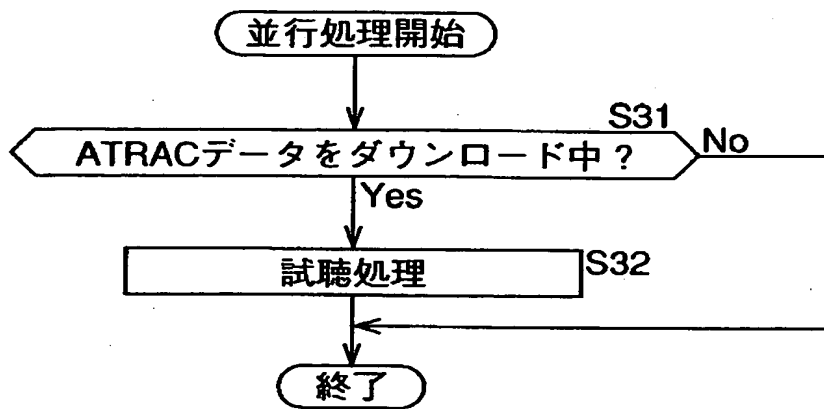 並行処理開始
S31
ATRACデータをダウンロード中？
No
Yes
試聴処理
S32
終了